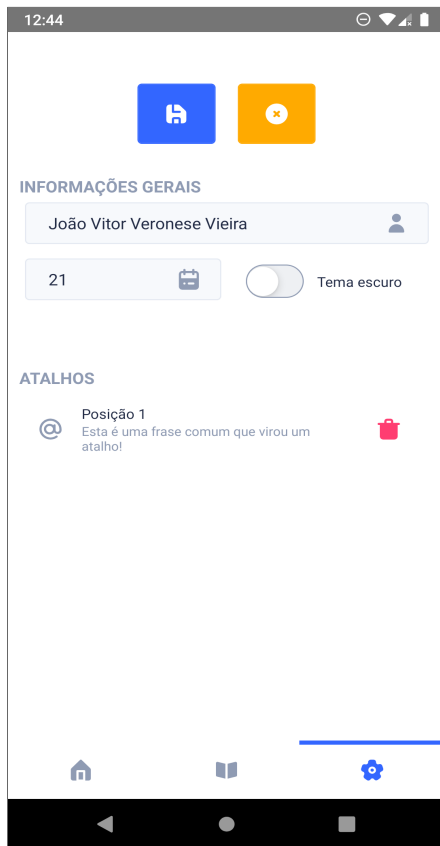 12:44
INFORMAÇÕES GERAIS
João Vitor Veronese Vieira
21
Tema escuro
ATALHOS
Posição 1
Esta é uma frase comum que virou um
atalho!